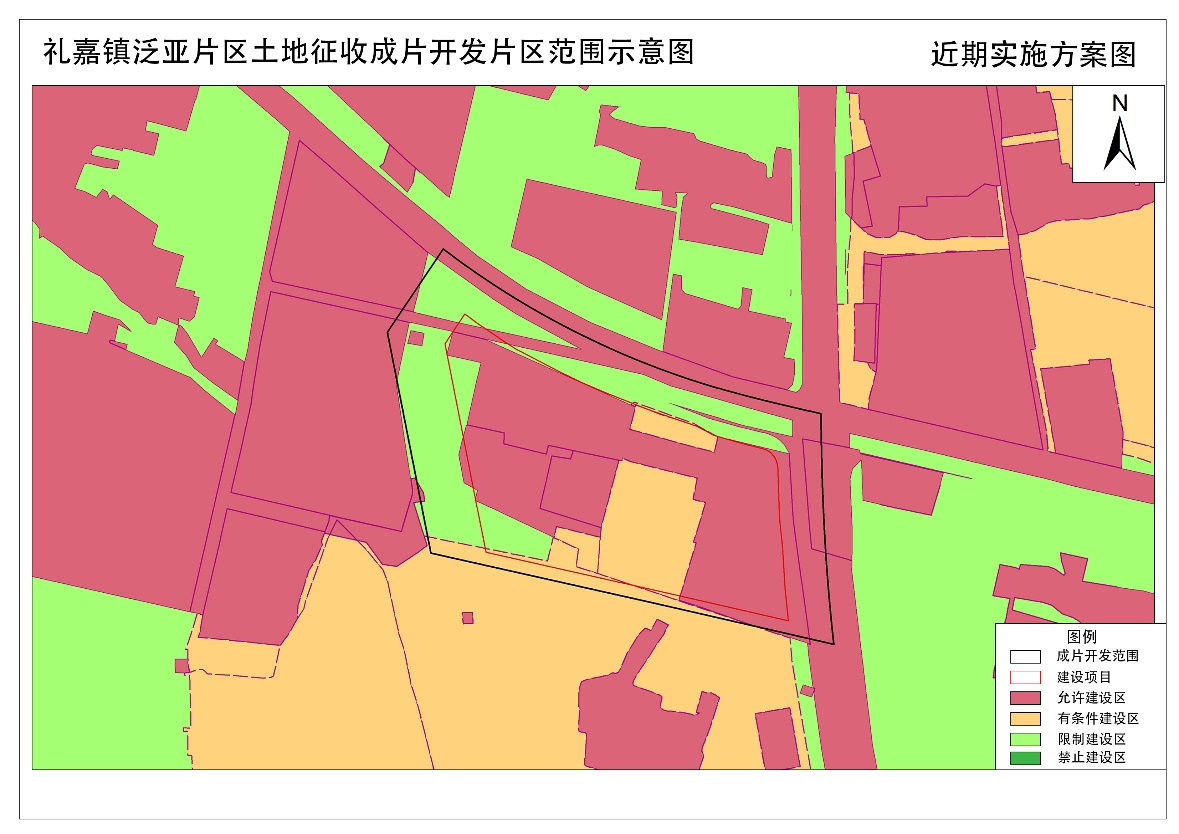 礼嘉镇泛亚片区土地征收成片开发片区范围示意图
近期实施方案图
N
图例
成片开发范围
建设项目
允许建设区
有条件建设区
限制建设区
禁止建设区